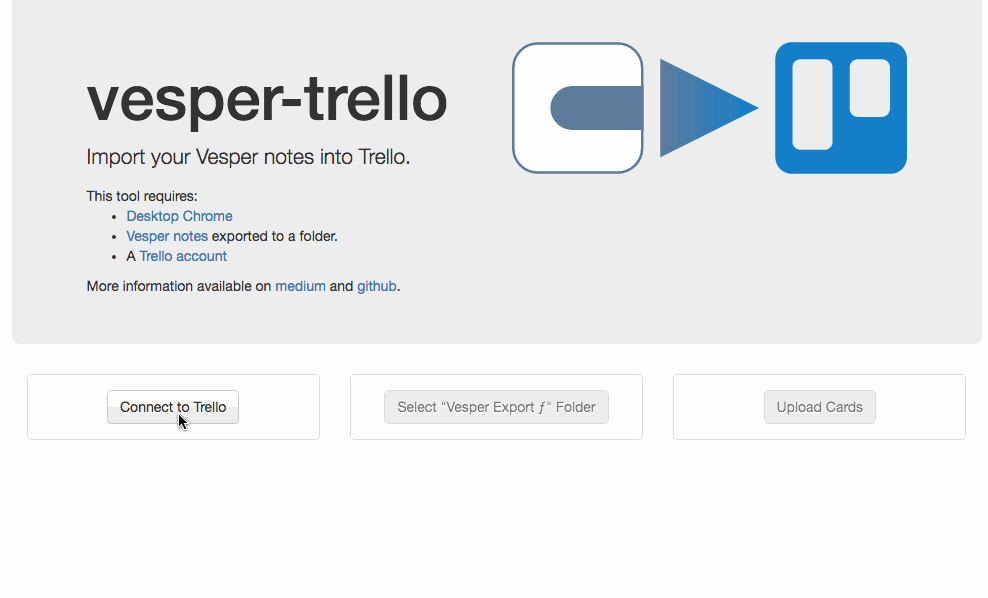 vesper-trello
Import your Vesper notes into Trello.
This tool requires:
• Desktop Chrome
• Vesper notes exported to a folder.
• A Trello account
More information available on medium and github.
Connect to Trello
Select "Vesper Export ƒ" Folder
Upload Cards